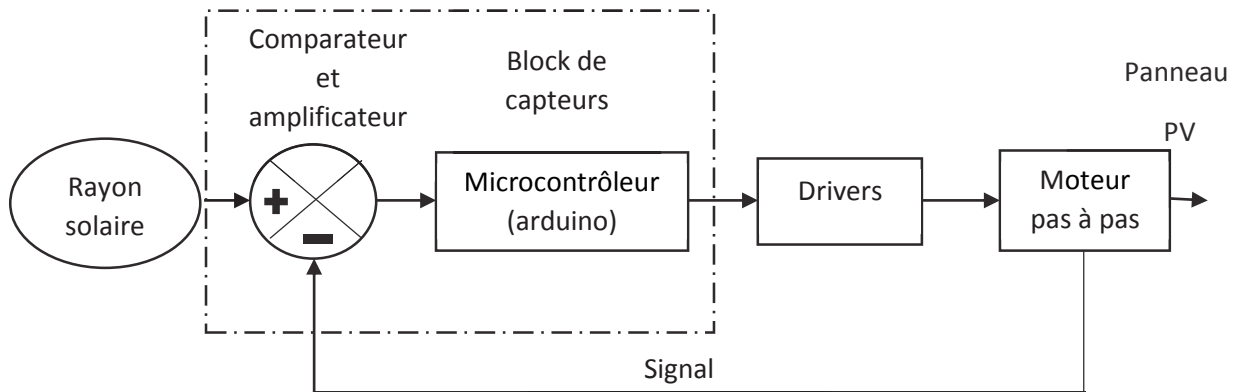 Comparateur
et
amplificateur
Block de
capteurs
Panneau
PV
Rayon
solaire
+
Microcontrôleur
(arduino)
Drivers
Moteur
pas à pas
Signal